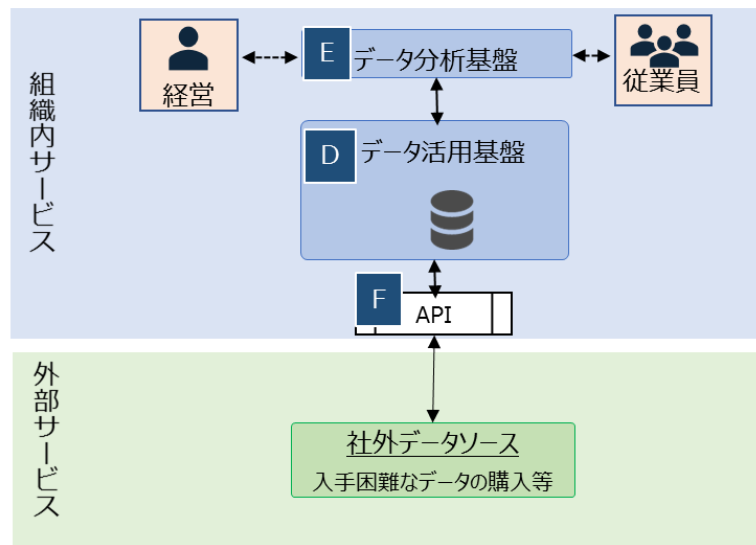 組織内サービス
経営
E
データ分析基盤
従業員
D
データ活用基盤
F
API
外部サービス
社外データソース
入手困難なデータの購入等